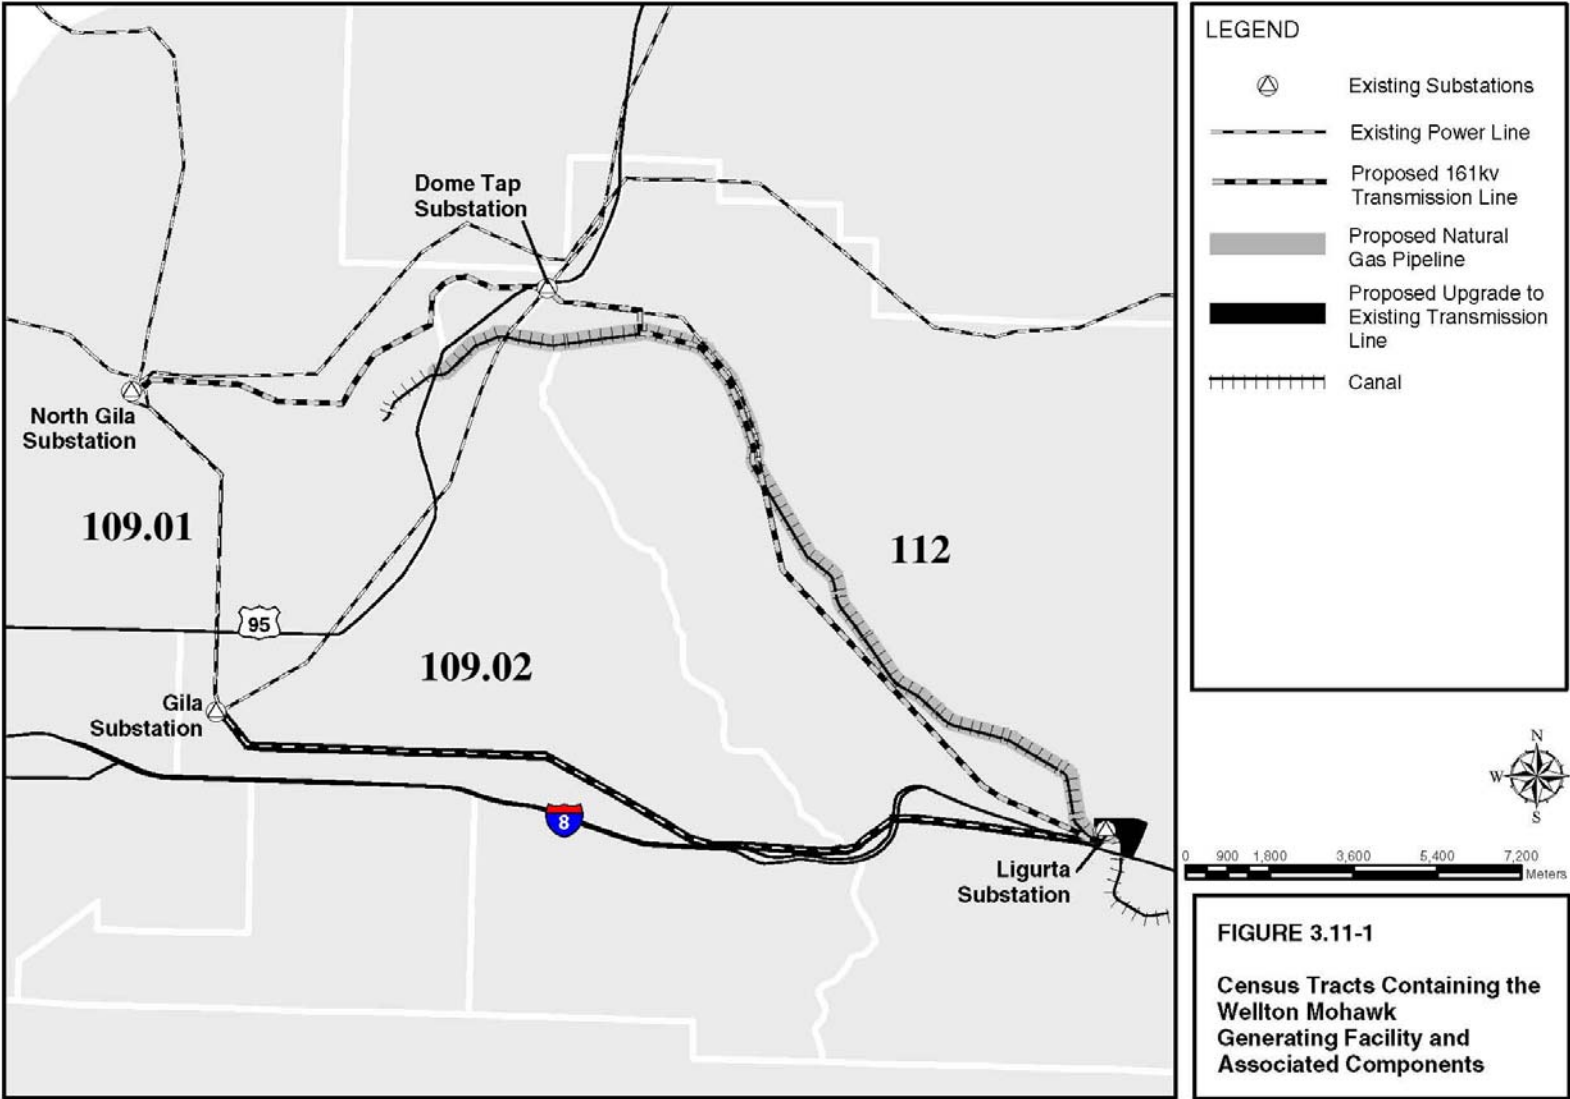 Dome Tap
Substation
North Gila
Substation
109.01
112
95
109.02
Gila
Substation
8
Ligurta
Substation
LEGEND
Existing Substations
Existing Power Line
Proposed 161kv
Transmission Line
Proposed Natural
Gas Pipeline
Proposed Upgrade to
Existing Transmission
Line
Canal
N
W
E
S
0 900 1,800 3,600 5,400 7,200
Meters
FIGURE 3.11-1
Census Tracts Containing the
Wellton Mohawk
Generating Facility and
Associated Components